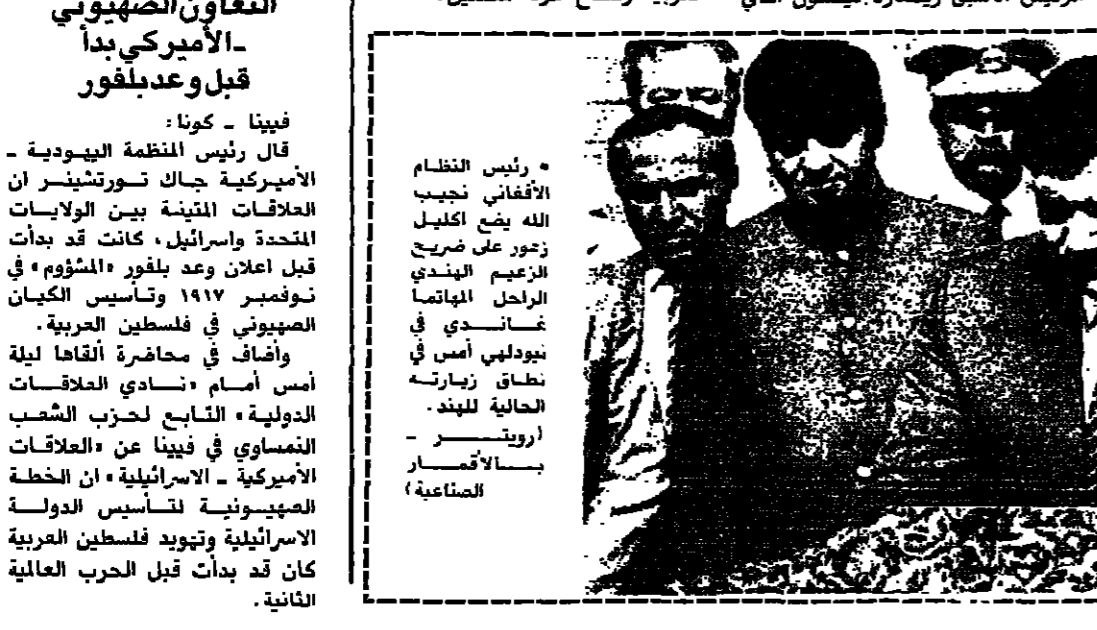 التعاون الصهيوني
ـ الأميركي بدأ
قبل وعد بلفور
فيينا ـ كونا:
قال رئيس المنظمة اليهودية ـ
الأميركية جاك تورتشينر ان
العلاقات المتينة بين الولايات
المتحدة واسرائيل، كانت قد بدأت
قبل اعلان وعد بلفور «المشؤوم» في
نوفمبر ١٩١٧ وتأسيس الكيان
الصهيوني في فلسطين العربية.
وأضاف في محاضرة ألقاها ليلة
أمس أمام «نادي العلاقات
الدولية» التابع لحزب الشعب
النمساوي في فيينا عن «العلاقات
الأميركية ـ الاسرائيلية» ان الخطة
الصهيونية لتأسيس الدولة
الاسرائيلية وتهويد فلسطين العربية
كان قد بدأت قبل الحرب العالمية
الثانية.
• رئيس النظام
الأفغاني نجيب
الله يضع اكليل
زهور على ضريح
الزعيم الهندي
الراحل المهاتما
غاندي في
نيودلهي أمس في
نطاق زيارته
الحالية للهند.
(رويتر ـ
بالأقمار
الصناعية)